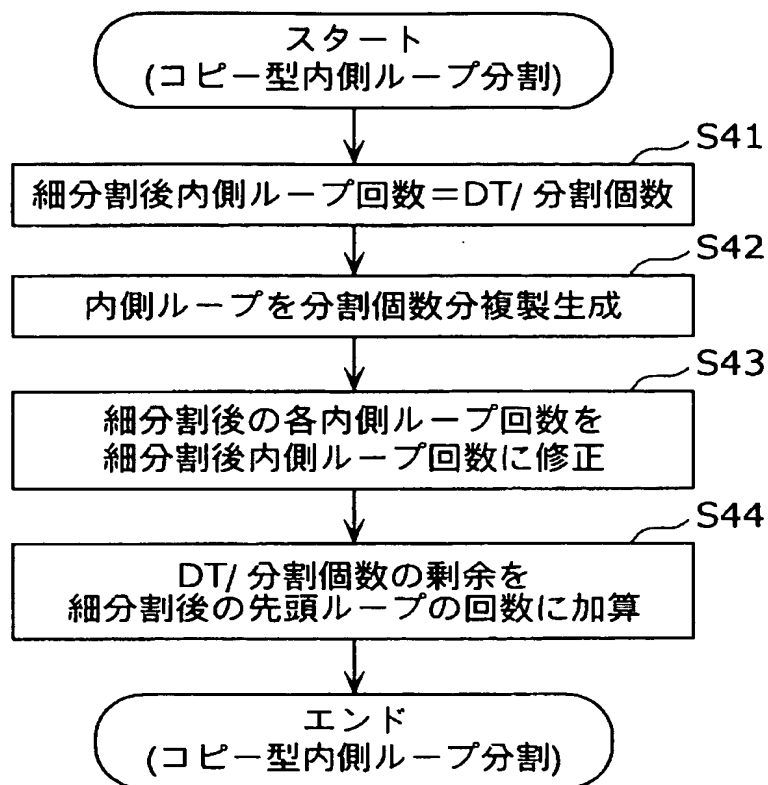 スタート
(コピー型内側ループ分割)
S41
細分割後内側ループ回数＝DT/ 分割個数
S42
内側ループを分割個数分複製生成
S43
細分割後の各内側ループ回数を
細分割後内側ループ回数に修正
S44
DT/ 分割個数の剰余を
細分割後の先頭ループの回数に加算
エンド
(コピー型内側ループ分割)